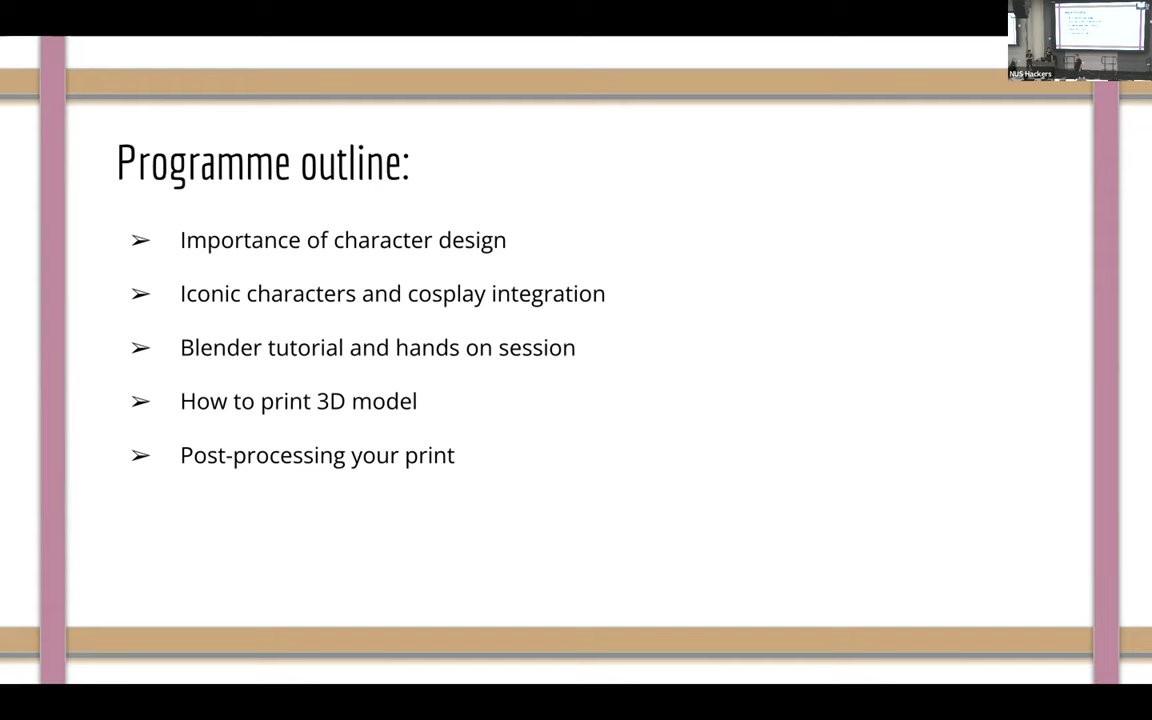 NUS Hackers
Programme outline:
➢ Importance of character design
➢ Iconic characters and cosplay integration
➢ Blender tutorial and hands on session
➢ How to print 3D model
➢ Post-processing your print